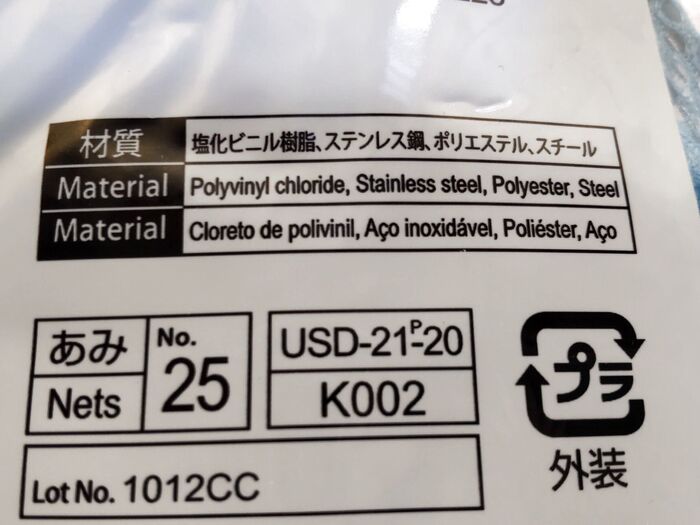 材質 塩化ビニル樹脂、ステンレス鋼、ポリエステル、スチール
Material Polyvinyl chloride, Stainless steel, Polyester, Steel
Material Cloreto de polivinil, Aço inoxidável, Poliéster, Aço
あみ
Nets
No.
25
USD-21-P-20
K002
プラ
外装
Lot No. 1012CC